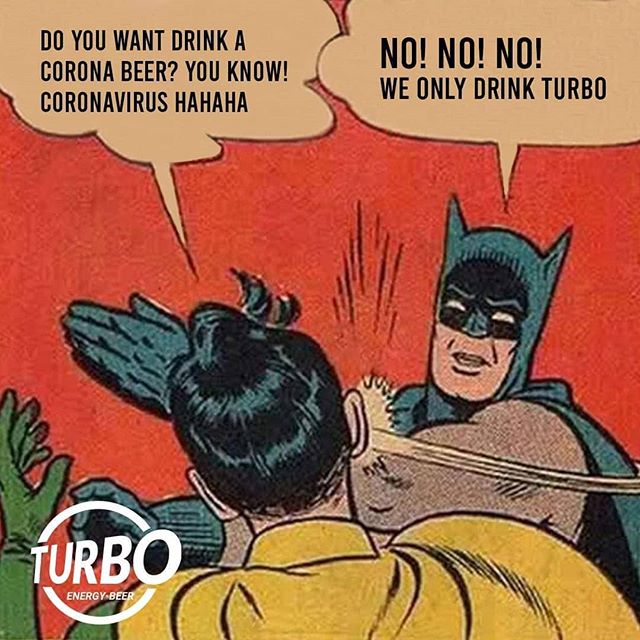 DO YOU WANT DRINK A
CORONA BEER? YOU KNOW!
CORONAVIRUS HAHAHA
NO! NO! NO!
WE ONLY DRINK TURBO
TURBO
ENERGY-BEER